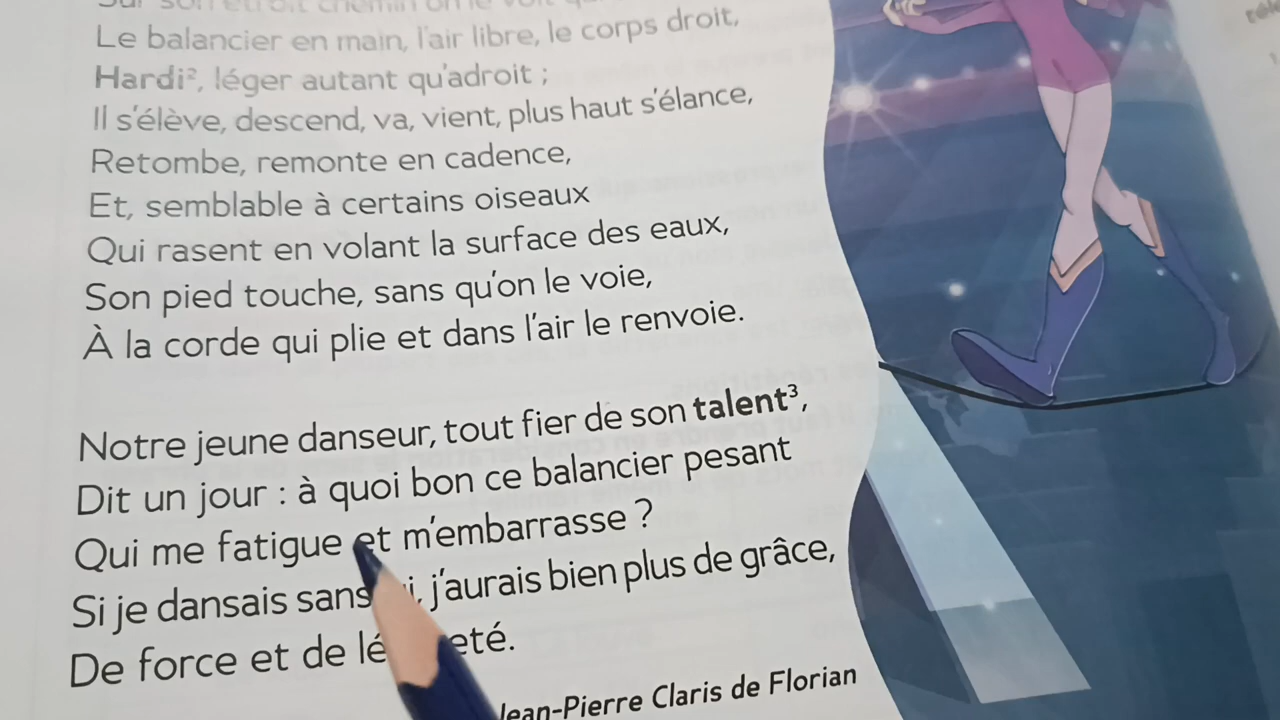 Le balancier en main, l'air libre, le corps droit,
Hardi², léger autant qu'adroit ;
Il s'élève, descend, va, vient, plus haut s'élance,
Retombe, remonte en cadence,
Et, semblable à certains oiseaux
Qui rasent en volant la surface des eaux,
Son pied touche, sans qu'on le voie,
À la corde qui plie et dans l'air le renvoie.
Notre jeune danseur, tout fier de son talent³,
Dit un jour : à quoi bon ce balancier pesant
Qui me fatigue et m'embarrasse ?
Si je dansais sans j'aurais bien plus de grâce,
De force et de
Jean-Pierre Claris de Florian